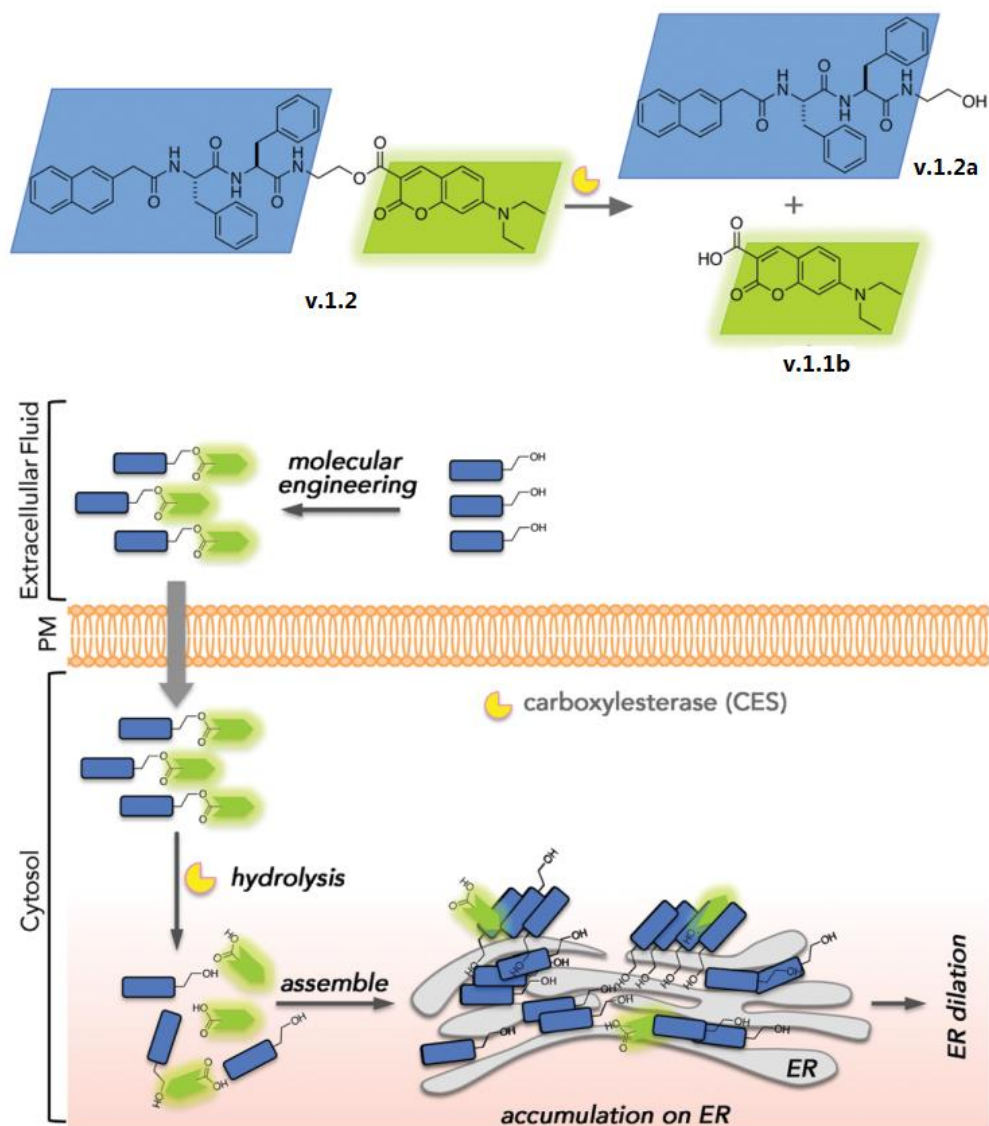 v.1.2
v.1.2a
+
v.1.1b
Extracellullar Fluid
molecular
engineering
PM
carboxylesterase (CES)
Cytosol
hydrolysis
assemble
ER
accumulation on ER
ER dilation